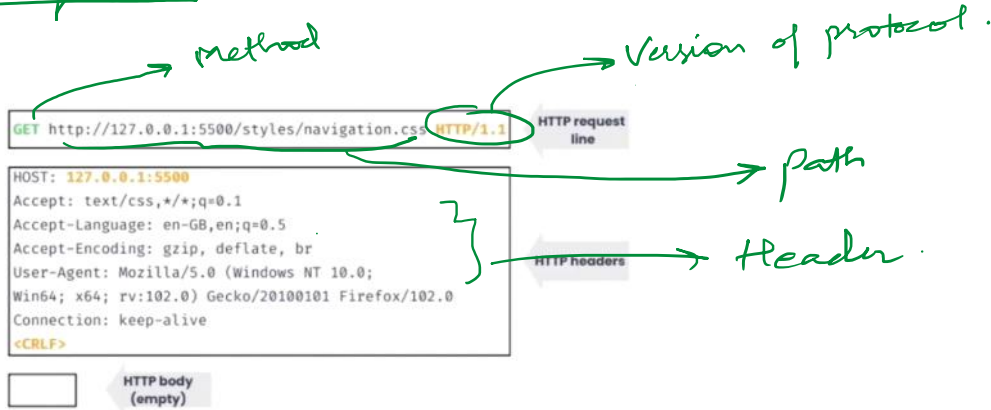 method
Version of protocol.
GET http://127.0.0.1:5500/styles/navigation.css HTTP/1.1
HTTP request
line
Path
HOST: 127.0.0.1:5500
Accept: text/css,*/*;q=0.1
Accept-Language: en-GB,en;q=0.5
Accept-Encoding: gzip, deflate, br
User-Agent: Mozilla/5.0 (Windows NT 10.0;
Win64; x64; rv:102.0) Gecko/20100101 Firefox/102.0
Connection: keep-alive
<CRLF>
HTTP headers
Header.
HTTP body
(empty)